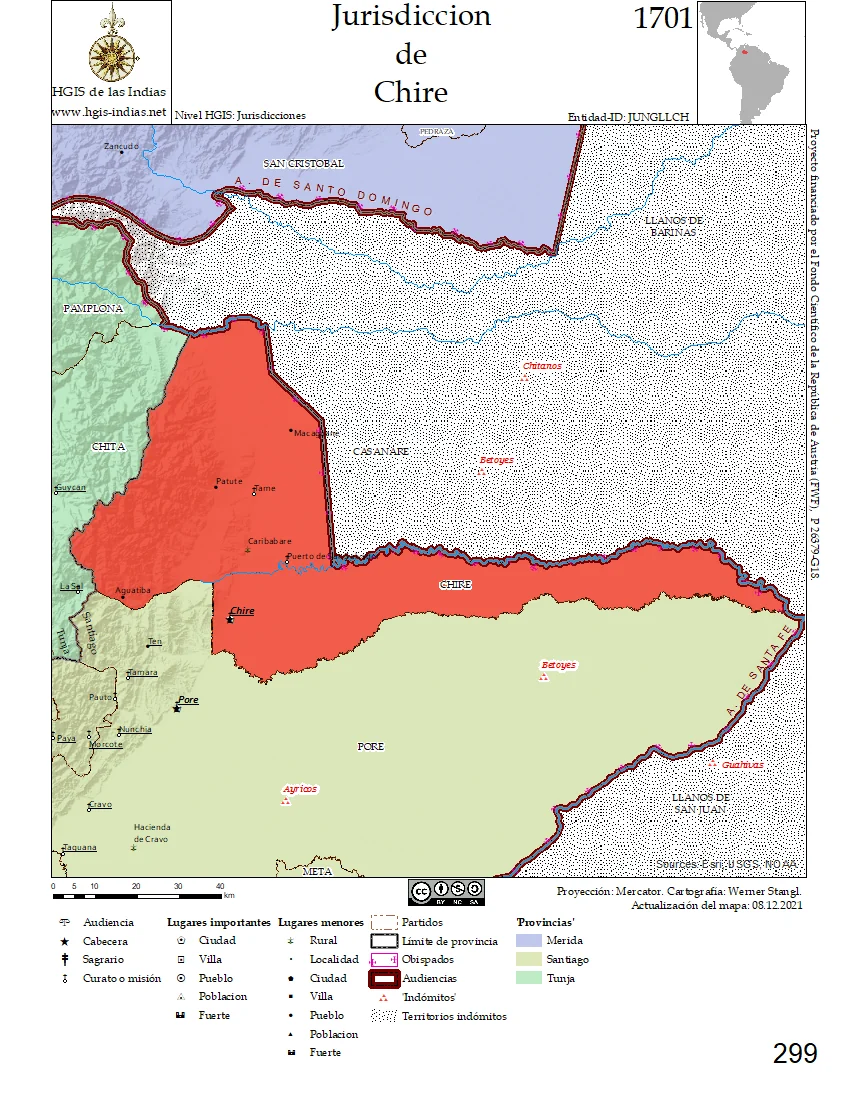 Jurisdiccion
de
Chire
1701
HGIS de las Indias
www.hgis-indias.net
Nivel HGIS: Jurisdicciones
Entidad-ID: JUNGLLCH
Zancudo
PEDRAZA
SAN CRISTOBAL
A. DE SANTO DOMINGO
LLANOS DE
BARINAS
PAMPLONA
Chitanos
Macaguane
CASANARE
CHITA
Betoyes
Patute
Tame
Guycan
Caribabare
Puerto de
CHIRE
La Sal
Aguatiba
Chire
Santiago
Tunja
Ten
Betoyes
Tamara
Pauto
Pore
A. DE SANTA FE
Nunchia
Paya
Morcote
PORE
Guahivas
Ayricos
LLANOS DE
SAN JUAN
Cravo
Hacienda
de Cravo
Taquana
META
Sources: Esri, USGS, NOAA
Proyecto financiado por el Fondo Científico de la República de Austria (FWF), P 26379-G18.
0 5 10 20 30 40
km
CC BY NC SA
Proyección: Mercator. Cartografía: Werner Stangl.
Actualización del mapa: 08.12.2021
Audiencia
Cabecera
Sagrario
Curato o misión
Lugares importantes
Ciudad
Villa
Pueblo
Poblacion
Fuerte
Lugares menores
Rural
Localidad
Ciudad
Villa
Pueblo
Poblacion
Fuerte
Partidos
Límite de provincia
Obispados
Audiencias
'Indómitos'
Territorios indómitos
'Provincias'
Merida
Santiago
Tunja
299